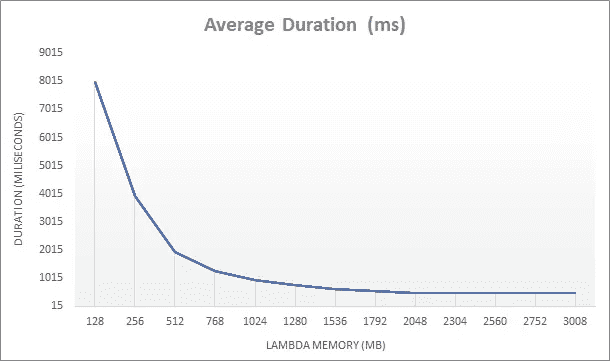 Average Duration (ms)
9015
8015
7015
6015
5015
4015
3015
2015
1015
15
DURATION (MILISECONDS)
128 256 512 768 1024 1280 1536 1792 2048 2304 2560 2752 3008
LAMBDA MEMORY (MB)